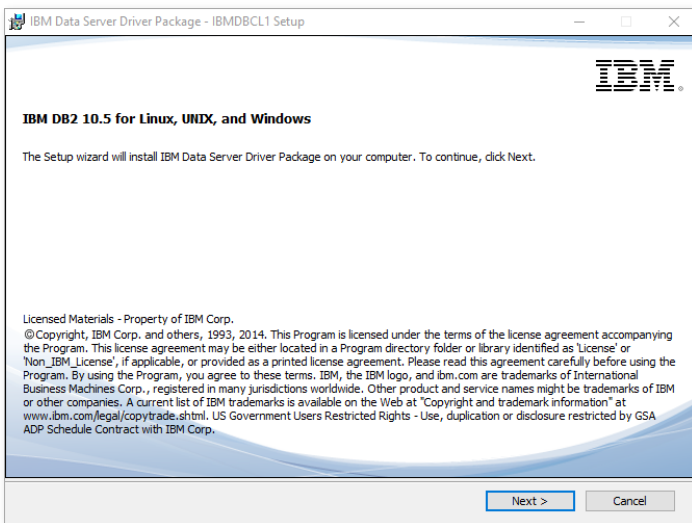 IBM Data Server Driver Package - IBMDBCL1 Setup
IBM
IBM DB2 10.5 for Linux, UNIX, and Windows
The Setup wizard will install IBM Data Server Driver Package on your computer. To continue, click Next.
Licensed Materials - Property of IBM Corp.
©Copyright, IBM Corp. and others, 1993, 2014. This Program is licensed under the terms of the license agreement accompanying
the Program. This license agreement may be either located in a Program directory folder or library identified as 'License' or
'Non_IBM_License', if applicable, or provided as a printed license agreement. Please read this agreement carefully before using the
Program. By using the Program, you agree to these terms. IBM, the IBM logo, and ibm.com are trademarks of International
Business Machines Corp., registered in many jurisdictions worldwide. Other product and service names might be trademarks of IBM
or other companies. A current list of IBM trademarks is available on the Web at "Copyright and trademark information" at
www.ibm.com/legal/copytrade.shtml. US Government Users Restricted Rights - Use, duplication or disclosure restricted by GSA
ADP Schedule Contract with IBM Corp.
Next > Cancel